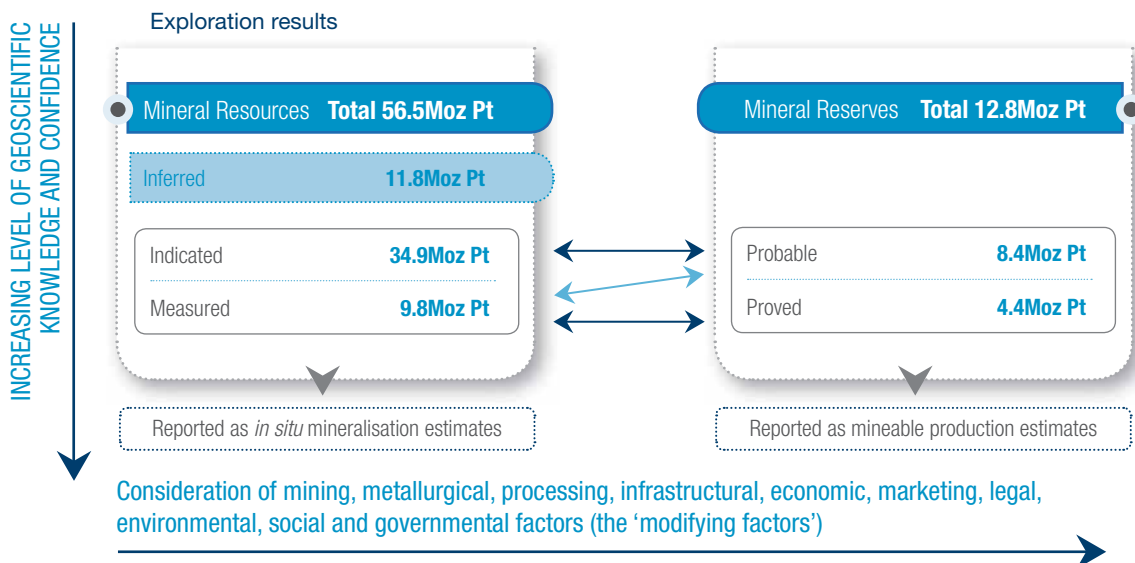 INCREASING LEVEL OF GEOSCIENTIFIC
KNOWLEDGE AND CONFIDENCE
Exploration results
Mineral Resources Total 56.5Moz Pt
Inferred 11.8Moz Pt
Indicated 34.9Moz Pt
Measured 9.8Moz Pt
Reported as in situ mineralisation estimates
Mineral Reserves Total 12.8Moz Pt
Probable 8.4Moz Pt
Proved 4.4Moz Pt
Reported as mineable production estimates
Consideration of mining, metallurgical, processing, infrastructural, economic, marketing, legal,
environmental, social and governmental factors (the ‘modifying factors’)